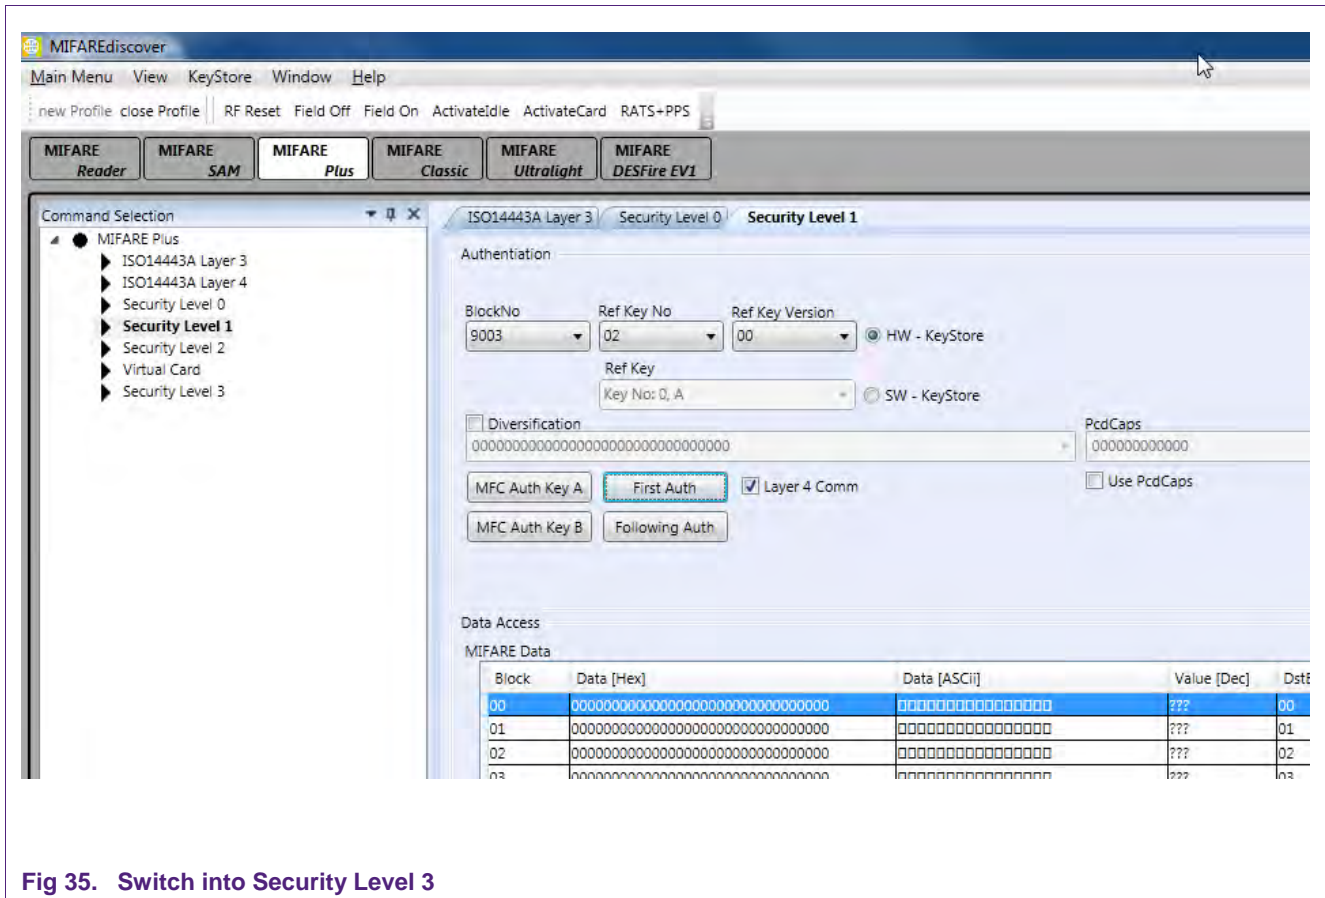 MIFAREdiscover
Main Menu View KeyStore Window Help
new Profile close Profile RF Reset Field Off Field On ActivateIdle ActivateCard RATS+PPS
MIFARE Reader MIFARE SAM MIFARE Plus MIFARE Classic MIFARE Ultralight MIFARE DESFire EV1
Command Selection
MIFARE Plus
ISO14443A Layer 3
ISO14443A Layer 4
Security Level 0
Security Level 1
Security Level 2
Virtual Card
Security Level 3
ISO14443A Layer 3 Security Level 0 Security Level 1
Authentiation
BlockNo Ref Key No Ref Key Version
9003 02 00 HW - KeyStore
Ref Key
Key No: 0, A SW - KeyStore
Diversification PcdCaps
00000000000000000000000000000000 000000000000
MFC Auth Key A First Auth Layer 4 Comm Use PcdCaps
MFC Auth Key B Following Auth
Data Access
MIFARE Data
Block Data [Hex] Data [ASCii] Value [Dec]
00 00000000000000000000000000000000 ??? 00
01 00000000000000000000000000000000 ??? 01
02 00000000000000000000000000000000 ??? 02
03 00000000000000000000000000000000 ??? 03
Fig 35. Switch into Security Level 3